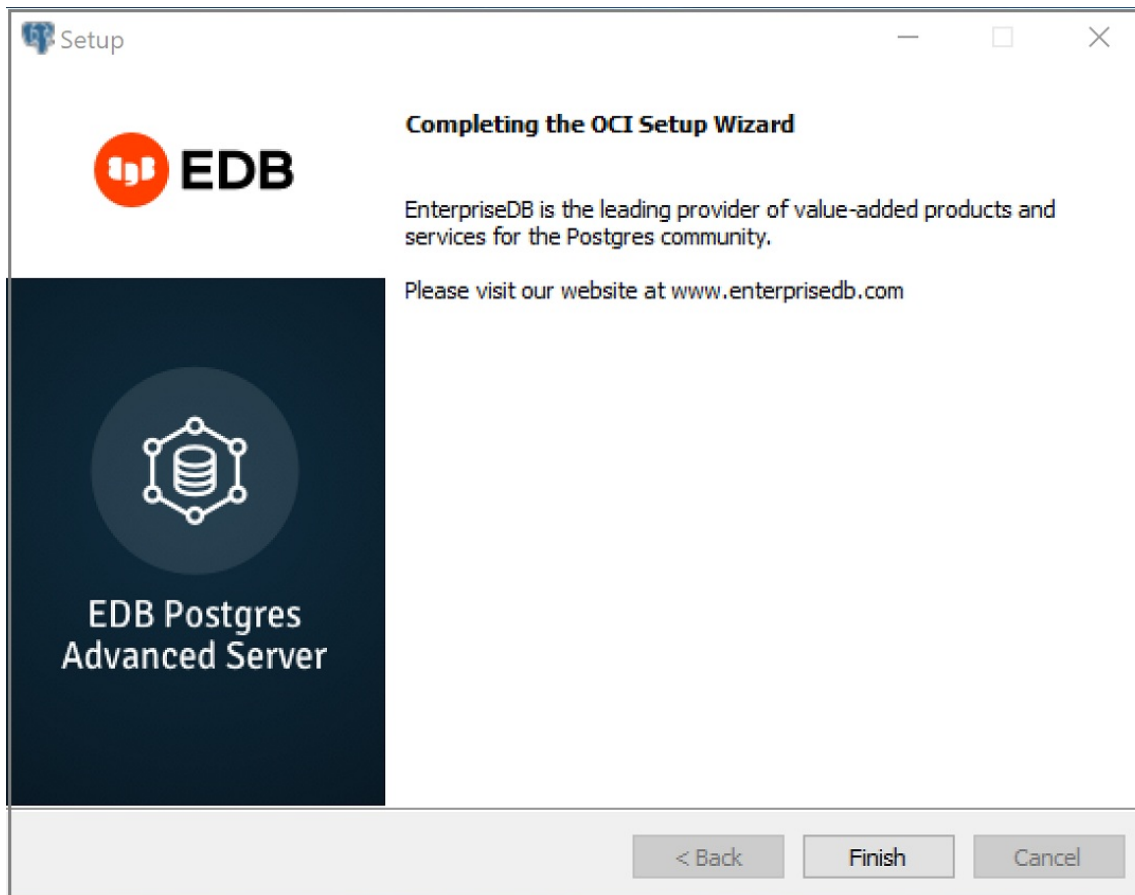 Setup
EDB
Completing the OCI Setup Wizard
EnterpriseDB is the leading provider of value-added products and
services for the Postgres community.
Please visit our website at www.enterprisedb.com
EDB Postgres
Advanced Server
< Back
Finish
Cancel